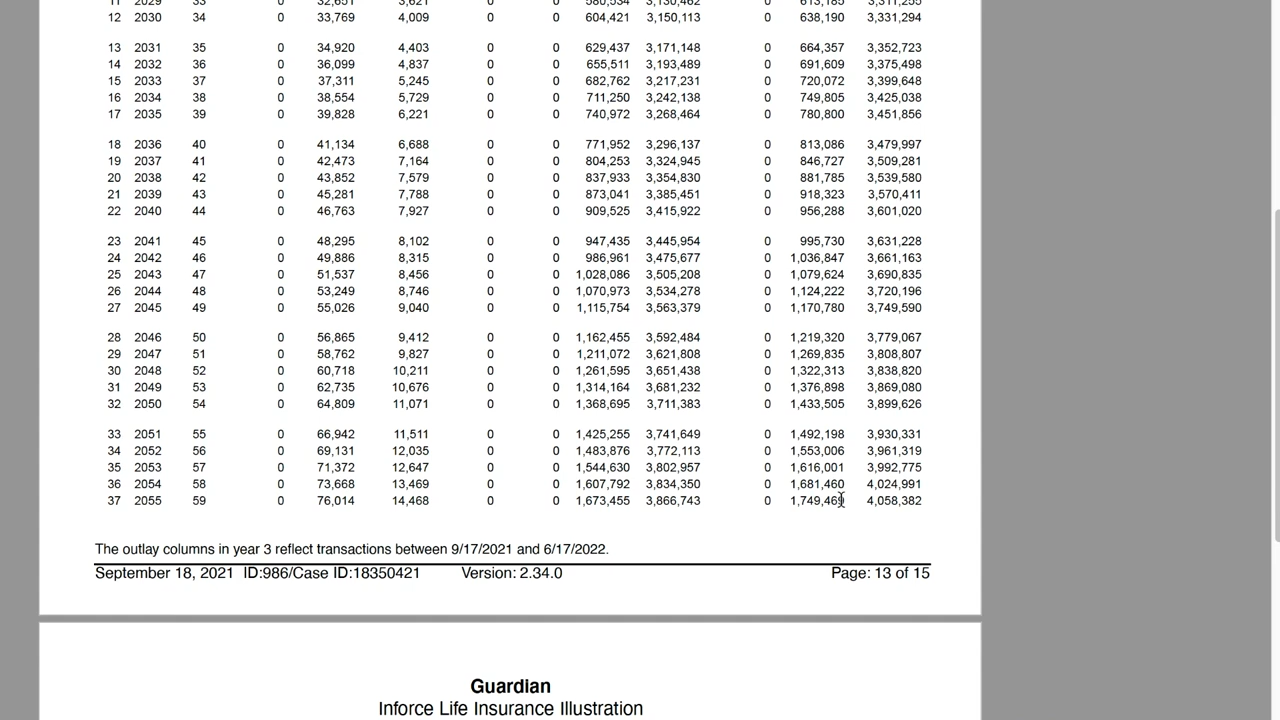 11 2029 33 0 32,651 3,621 0 0 580,534 3,130,462 0 613,185 3,311,255
12 2030 34 0 33,769 4,009 0 0 604,421 3,150,113 0 638,190 3,331,294
13 2031 35 0 34,920 4,403 0 0 629,437 3,171,148 0 664,357 3,352,723
14 2032 36 0 36,099 4,837 0 0 655,511 3,193,489 0 691,609 3,375,498
15 2033 37 0 37,311 5,245 0 0 682,762 3,217,231 0 720,072 3,399,648
16 2034 38 0 38,554 5,729 0 0 711,250 3,242,138 0 749,805 3,425,038
17 2035 39 0 39,828 6,221 0 0 740,972 3,268,464 0 780,800 3,451,856
18 2036 40 0 41,134 6,688 0 0 771,952 3,296,137 0 813,086 3,479,997
19 2037 41 0 42,473 7,164 0 0 804,253 3,324,945 0 846,727 3,509,281
20 2038 42 0 43,852 7,579 0 0 837,933 3,354,830 0 881,785 3,539,580
21 2039 43 0 45,281 7,788 0 0 873,041 3,385,451 0 918,323 3,570,411
22 2040 44 0 46,763 7,927 0 0 909,525 3,415,922 0 956,288 3,601,020
23 2041 45 0 48,295 8,102 0 0 947,435 3,445,954 0 995,730 3,631,228
24 2042 46 0 49,886 8,315 0 0 986,961 3,475,677 0 1,036,847 3,661,163
25 2043 47 0 51,537 8,456 0 0 1,028,086 3,505,208 0 1,079,624 3,690,835
26 2044 48 0 53,249 8,746 0 0 1,070,973 3,534,278 0 1,124,222 3,720,196
27 2045 49 0 55,026 9,040 0 0 1,115,754 3,563,379 0 1,170,780 3,749,590
28 2046 50 0 56,865 9,412 0 0 1,162,455 3,592,484 0 1,219,320 3,779,067
29 2047 51 0 58,762 9,827 0 0 1,211,072 3,621,808 0 1,269,835 3,808,807
30 2048 52 0 60,718 10,211 0 0 1,261,595 3,651,438 0 1,322,313 3,838,820
31 2049 53 0 62,735 10,676 0 0 1,314,164 3,681,232 0 1,376,898 3,869,080
32 2050 54 0 64,809 11,071 0 0 1,368,695 3,711,383 0 1,433,505 3,899,626
33 2051 55 0 66,942 11,511 0 0 1,425,255 3,741,649 0 1,492,198 3,930,331
34 2052 56 0 69,131 12,035 0 0 1,483,876 3,772,113 0 1,553,006 3,961,319
35 2053 57 0 71,372 12,647 0 0 1,544,630 3,802,957 0 1,616,001 3,992,775
36 2054 58 0 73,668 13,469 0 0 1,607,792 3,834,350 0 1,681,460 4,024,991
37 2055 59 0 76,014 14,468 0 0 1,673,455 3,866,743 0 1,749,469 4,058,382
The outlay columns in year 3 reflect transactions between 9/17/2021 and 6/17/2022.
September 18, 2021 ID:986/Case ID:18350421 Version: 2.34.0 Page: 13 of 15
Guardian
Inforce Life Insurance Illustration